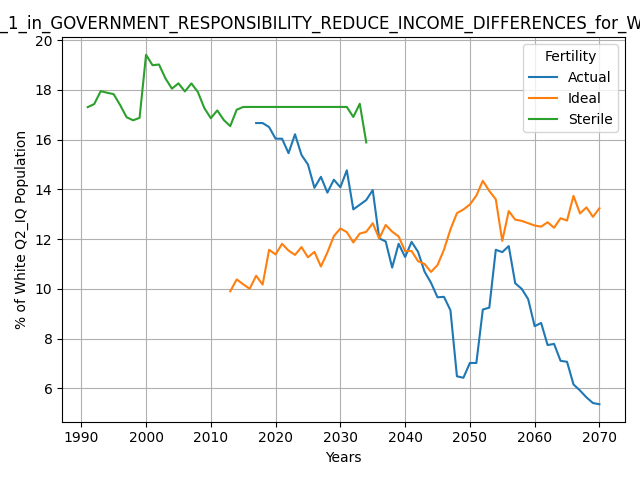 _1_in_GOVERNMENT_RESPONSIBILITY_REDUCE_INCOME_DIFFERENCES_for_W
20
18
16
14
12
10
8
6
% of White Q2_IQ Population
Fertility
Actual
Ideal
Sterile
1990 2000 2010 2020 2030 2040 2050 2060 2070
Years